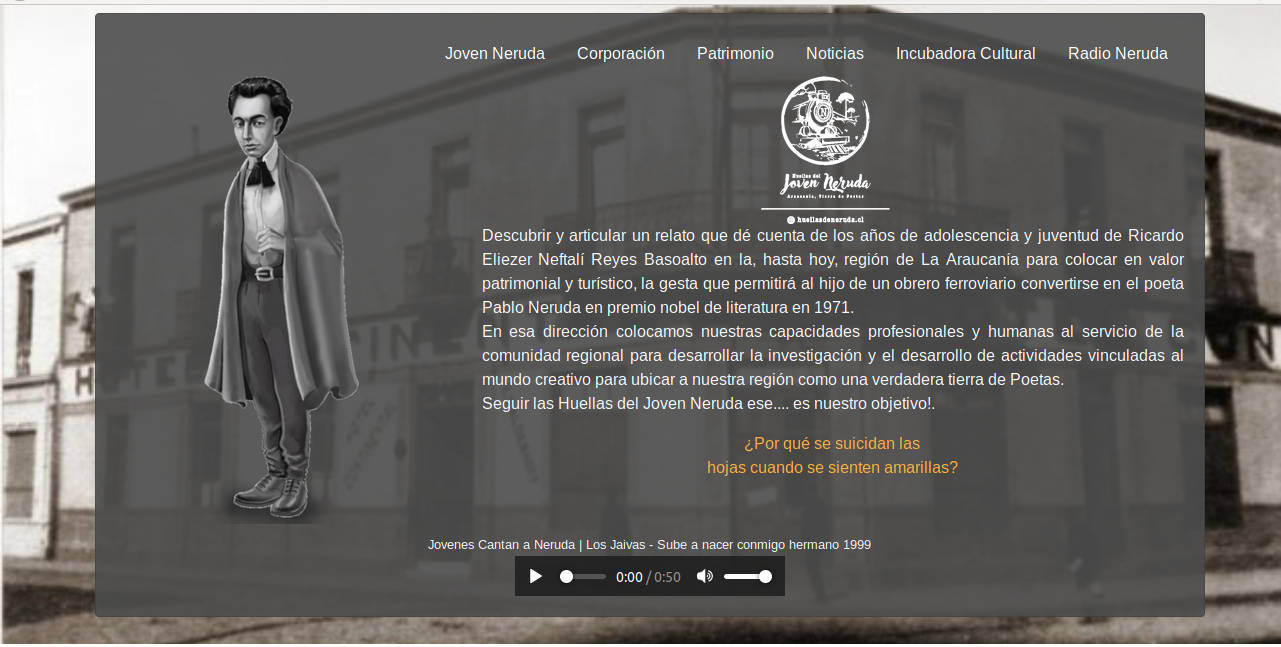 Joven Neruda Corporación Patrimonio Noticias Incubadora Cultural Radio Neruda
N
Huellas del
Joven Neruda
Araucanía, Tierra de Poetas
huellasdeneruda.cl
Descubrir y articular un relato que dé cuenta de los años de adolescencia y juventud de Ricardo
Eliezer Neftalí Reyes Basoalto en la, hasta hoy, región de La Araucanía para colocar en valor
patrimonial y turístico, la gesta que permitirá al hijo de un obrero ferroviario convertirse en el poeta
Pablo Neruda en premio nobel de literatura en 1971.
En esa dirección colocamos nuestras capacidades profesionales y humanas al servicio de la
comunidad regional para desarrollar la investigación y el desarrollo de actividades vinculadas al
mundo creativo para ubicar a nuestra región como una verdadera tierra de Poetas.
Seguir las Huellas del Joven Neruda ese.... es nuestro objetivo!.
¿Por qué se suicidan las
hojas cuando se sienten amarillas?
HOTEL
Jovenes Cantan a Neruda | Los Jaivas - Sube a nacer conmigo hermano 1999
0:00 / 0:50